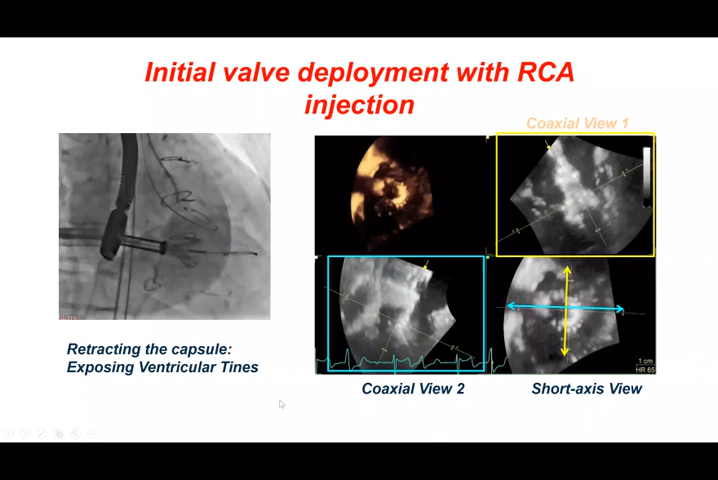 Initial valve deployment with RCA
injection
Coaxial View 1
Retracting the capsule:
Exposing Ventricular Tines
1 cm
HR 65
Coaxial View 2
Short-axis View